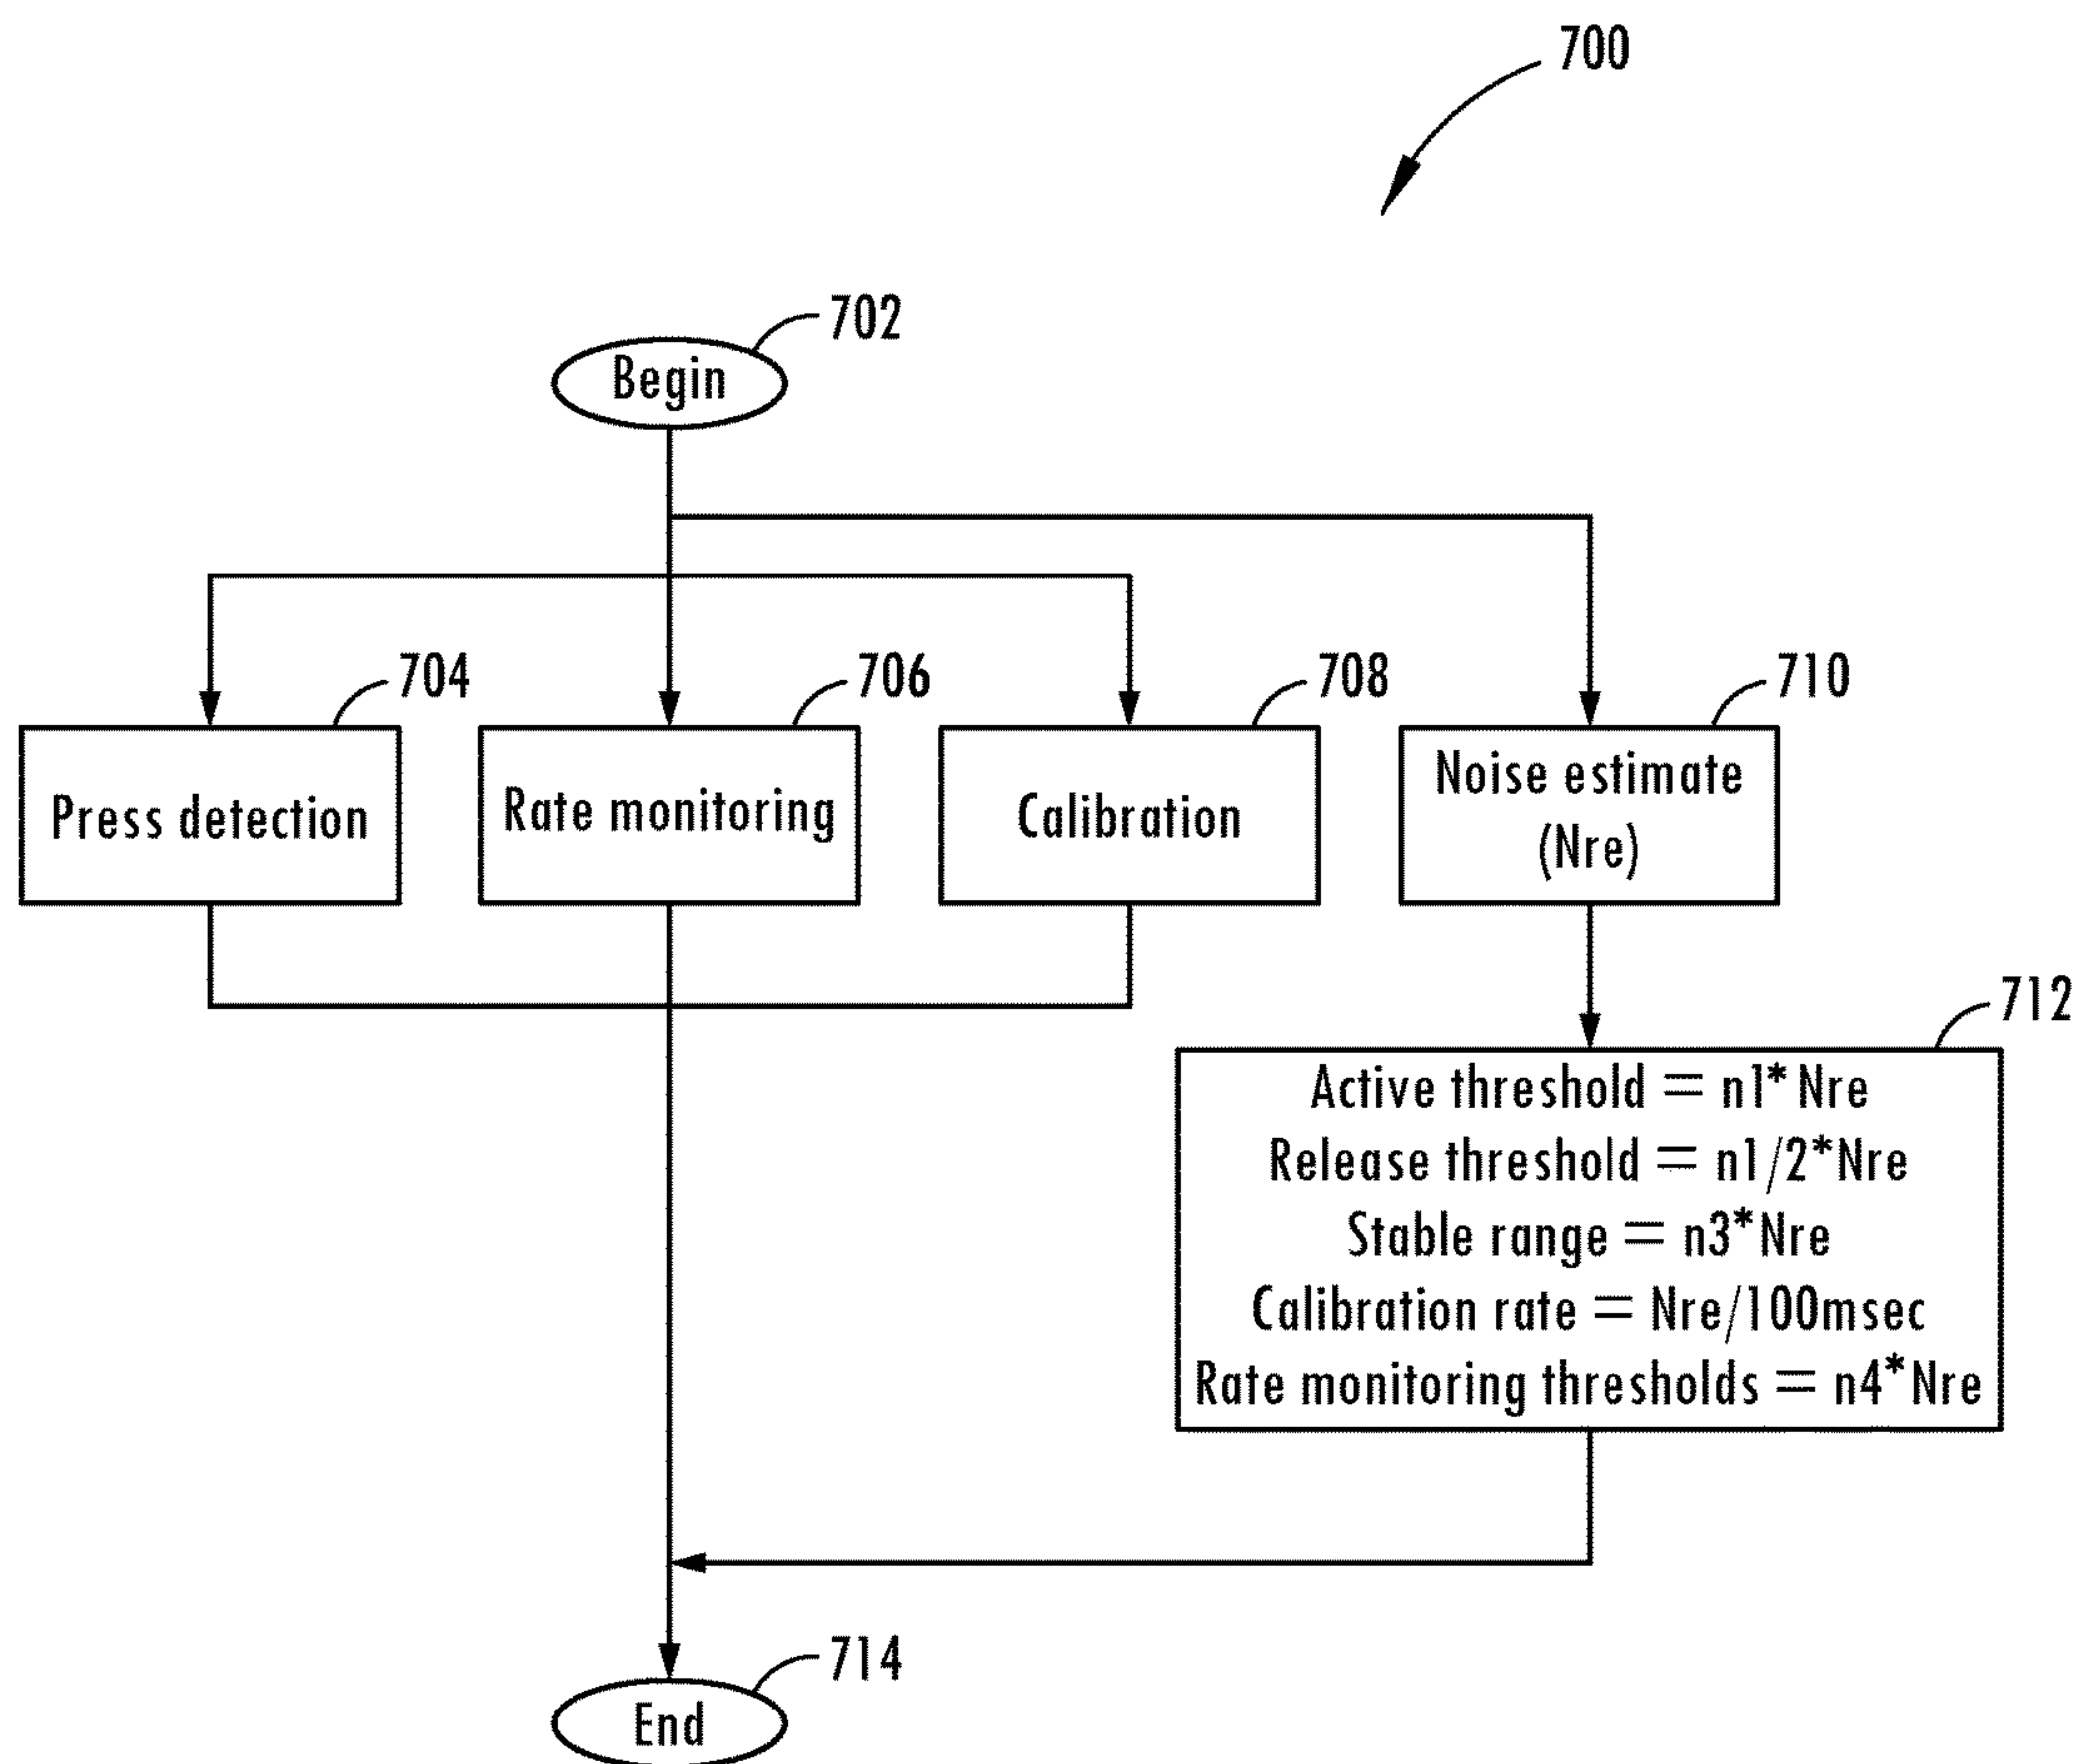 700
702
Begin
704
706
708
710
Press detection
Rate monitoring
Calibration
Noise estimate
(Nre)
712
Active threshold = n1* Nre
Release threshold = n1/2*Nre
Stable range = n3*Nre
Calibration rate = Nre/100msec
Rate monitoring thresholds = n4*Nre
714
End